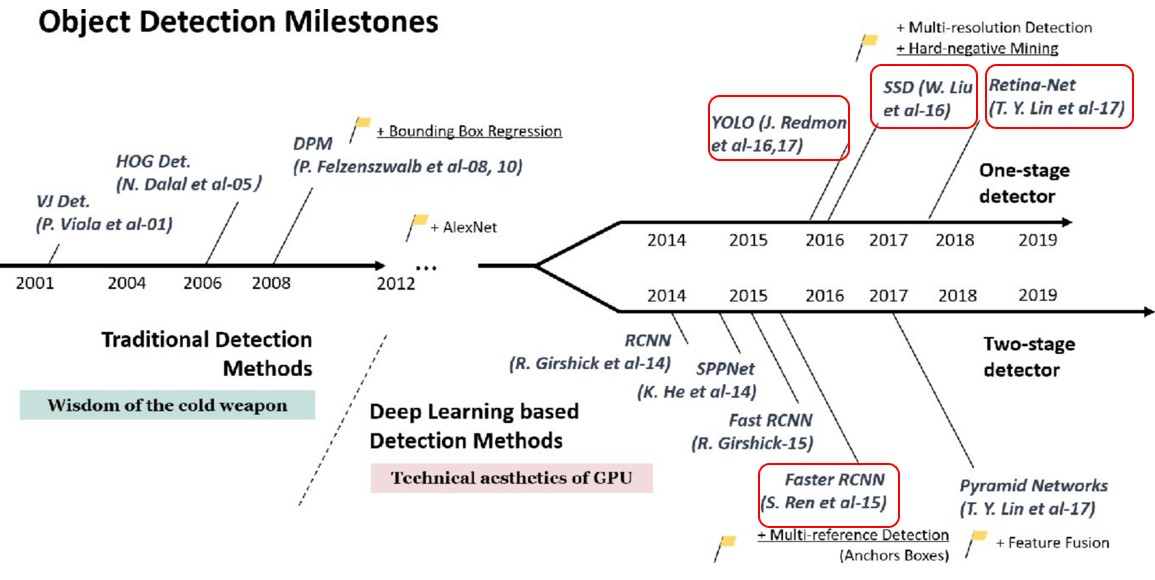 Object Detection Milestones
+ Multi-resolution Detection
+ Hard-negative Mining
SSD (W. Liu
et al-16)
Retina-Net
(T. Y. Lin et al-17)
YOLO (J. Redmon
et al-16,17)
+ Bounding Box Regression
DPM
(P. Felzenszwalb et al-08, 10)
HOG Det.
(N. Dalal et al-05)
VJ Det.
(P. Viola et al-01)
+ AlexNet
One-stage
detector
2014 2015 2016 2017 2018 2019
2001 2004 2006 2008 2012 ...
2014 2015 2016 2017 2018 2019
Two-stage
detector
Traditional Detection
Methods
Wisdom of the cold weapon
Deep Learning based
Detection Methods
Technical aesthetics of GPU
RCNN
(R. Girshick et al-14)
SPPNet
(K. He et al-14)
Fast RCNN
(R. Girshick-15)
Faster RCNN
(S. Ren et al-15)
+ Multi-reference Detection
(Anchors Boxes)
Pyramid Networks
(T. Y. Lin et al-17)
+ Feature Fusion